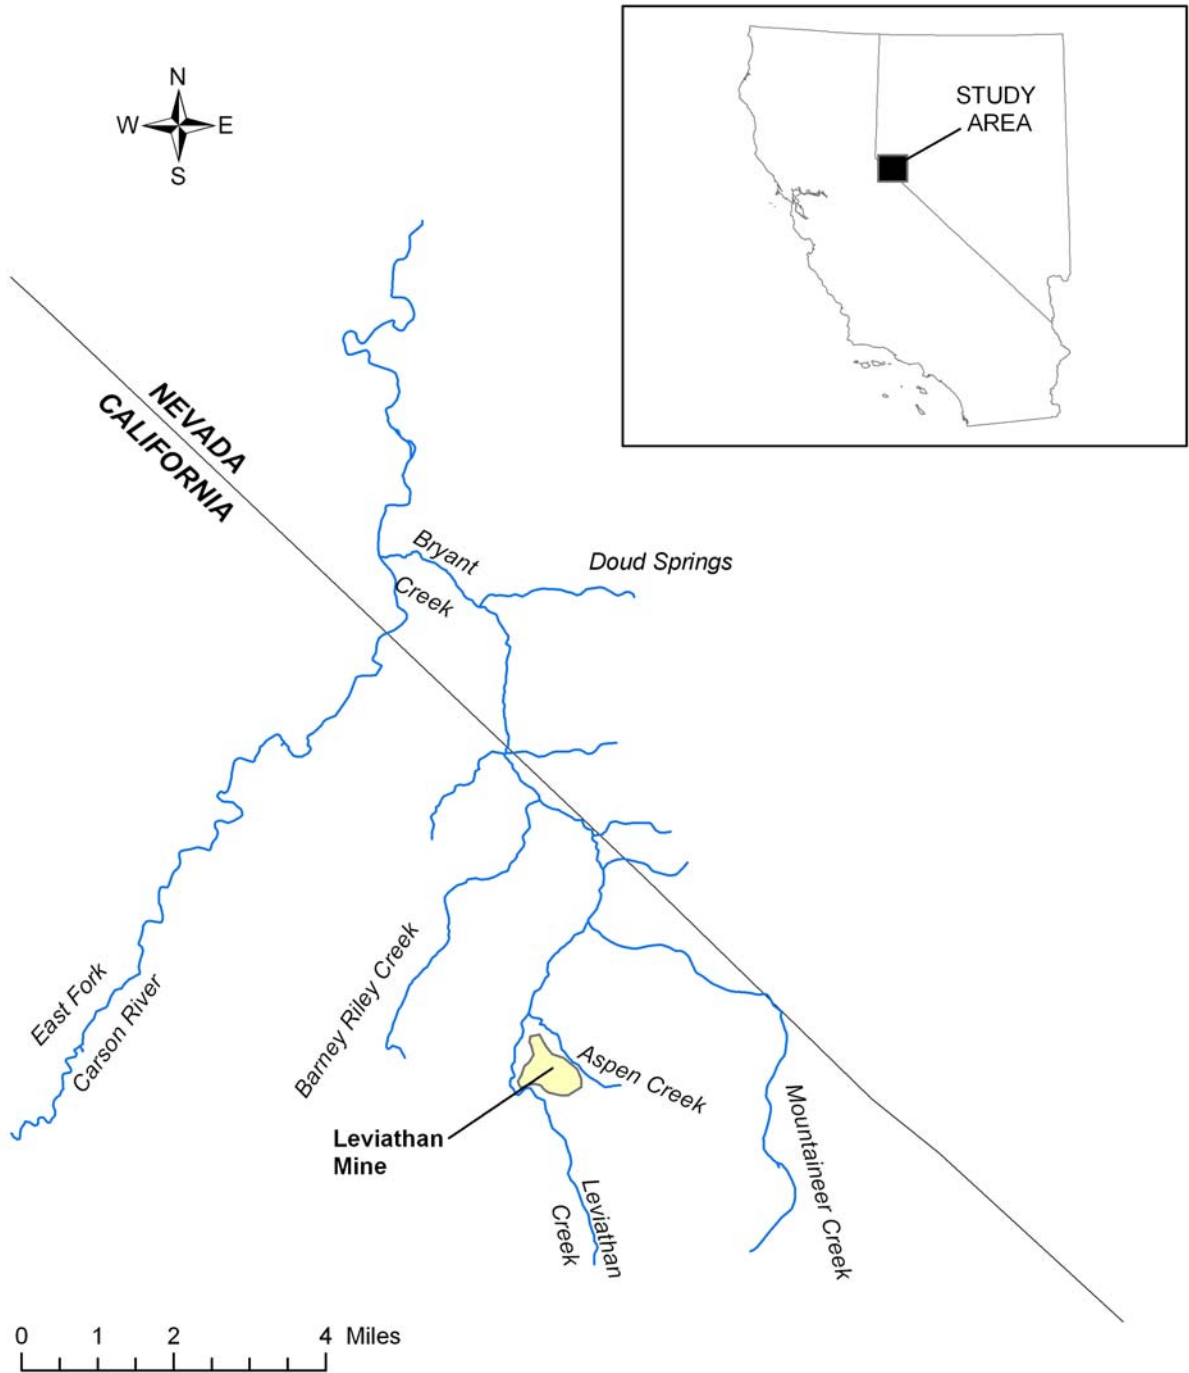 N
W E
S
STUDY
AREA
NEVADA
CALIFORNIA
Bryant
Creek
Doud Springs
East Fork
Carson River
Barney Riley Creek
Aspen Creek
Mountaineer Creek
Leviathan
Mine
Leviathan
Creek
0 1 2 4 Miles